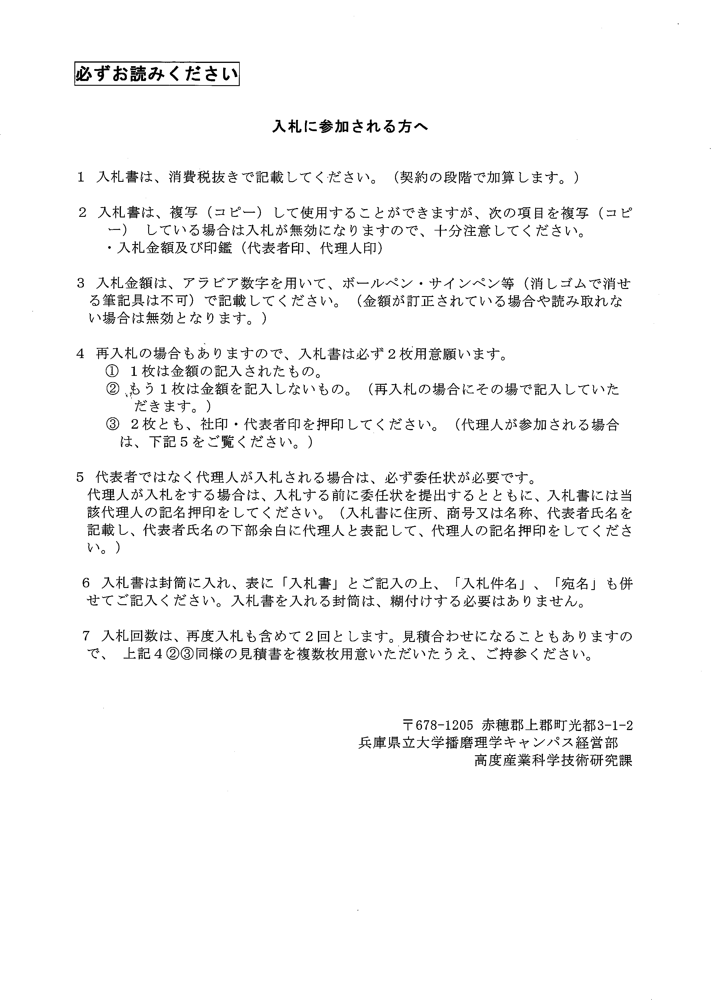 必ずお読みください
入札に参加される方へ
1 入札書は、消費税抜きで記載してください。（契約の段階で加算します。）
2 入札書は、複写（コピー）して使用することができますが、次の項目を複写（コピ
ー） している場合は入札が無効になりますので、十分注意してください。
・入札金額及び印鑑（代表者印、代理人印）
3 入札金額は、アラビア数字を用いて、ボールペン・サインペン等（消しゴムで消せ
る筆記具は不可）で記載してください。（金額が訂正されている場合や読み取れな
い場合は無効となります。）
4 再入札の場合もありますので、入札書は必ず２枚用意願います。
① １枚は金額の記入されたもの。
② もう１枚は金額を記入しないもの。（再入札の場合にその場で記入していた
だきます。）
③ ２枚とも、社印・代表者印を押印してください。（代理人が参加される場合
は、下記５をご覧ください。）
5 代表者ではなく代理人が入札される場合は、必ず委任状が必要です。
代理人が入札をする場合は、入札する前に委任状を提出するとともに、入札書には当
該代理人の記名押印をしてください。（入札書に住所、商号又は名称、代表者氏名を
記載し、代表者氏名の下部余白に代理人と表記して、代理人の記名押印をしてくださ
い。）
6 入札書は封筒に入れ、表に「入札書」とご記入の上、「入札件名」、「宛名」も併
せてご記入ください。入札書を入れる封筒は、糊付けする必要はありません。
7 入札回数は、再度入札も含めて２回とします。見積合わせになることもありますの
で、 上記４②③同様の見積書を複数枚用意いただいたうえ、ご持参ください。
〒678-1205 赤穂郡上郡町光都3-1-2
兵庫県立大学播磨理学キャンパス経営部
高度産業科学技術研究課